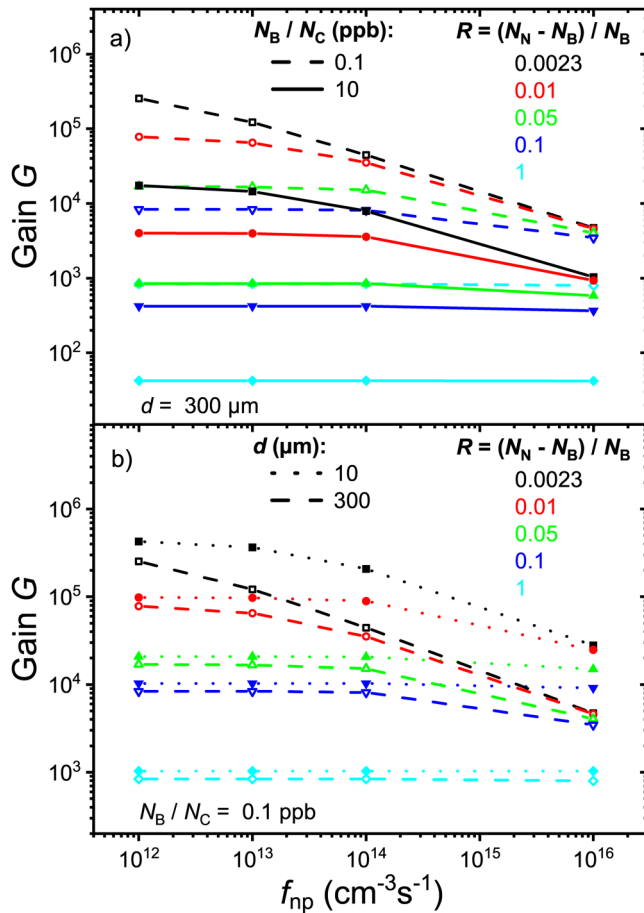 a)
N_B / N_C (ppb):
0.1
10
R = (N_N - N_B) / N_B
0.0023
0.01
0.05
0.1
1
10^6
10^5
10^4
10^3
10^2
Gain G
d = 300 µm
b)
d (µm):
10
300
R = (N_N - N_B) / N_B
0.0023
0.01
0.05
0.1
1
10^6
10^5
10^4
10^3
Gain G
N_B / N_C = 0.1 ppb
10^12 10^13 10^14 10^15 10^16
f_np (cm^-3s^-1)